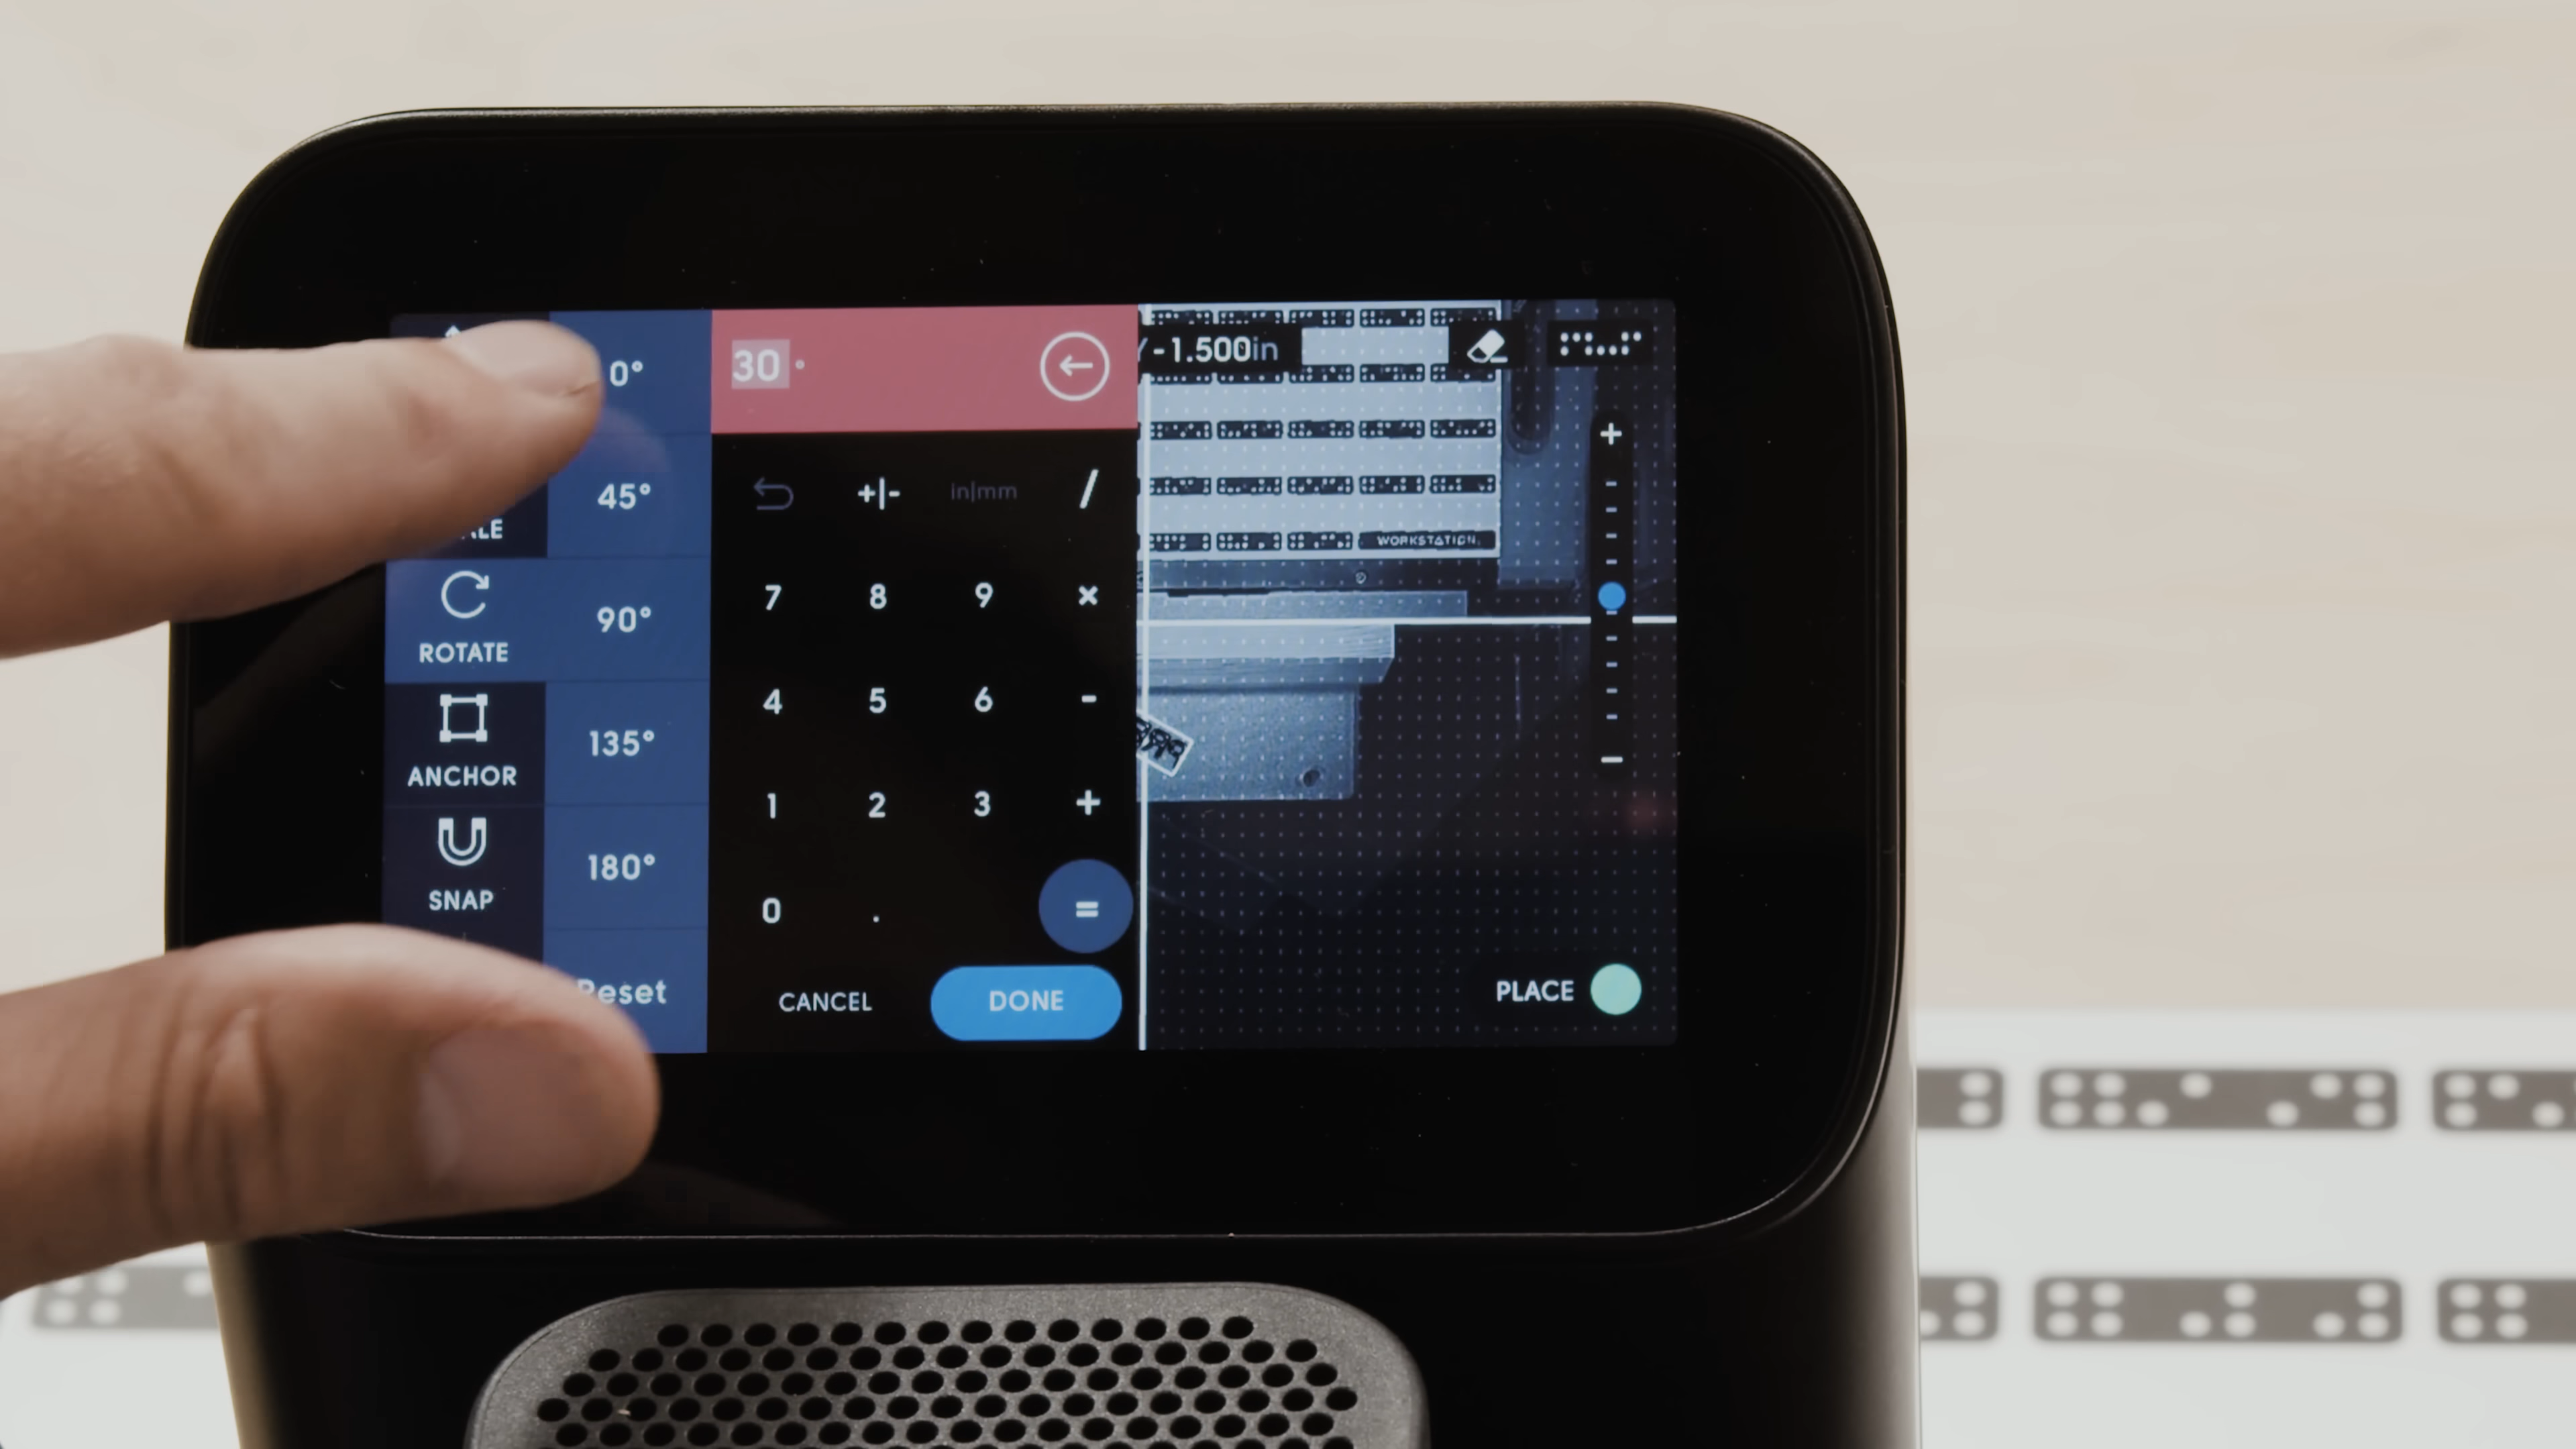 0°
45°
ALE
90°
ROTATE
135°
ANCHOR
180°
SNAP
Reset
30 °
+|-
in|mm
/
7
8
9
×
4
5
6
-
1
2
3
+
0
.
=
CANCEL
DONE
-1.500in
WORKSTATION
+
−
PLACE